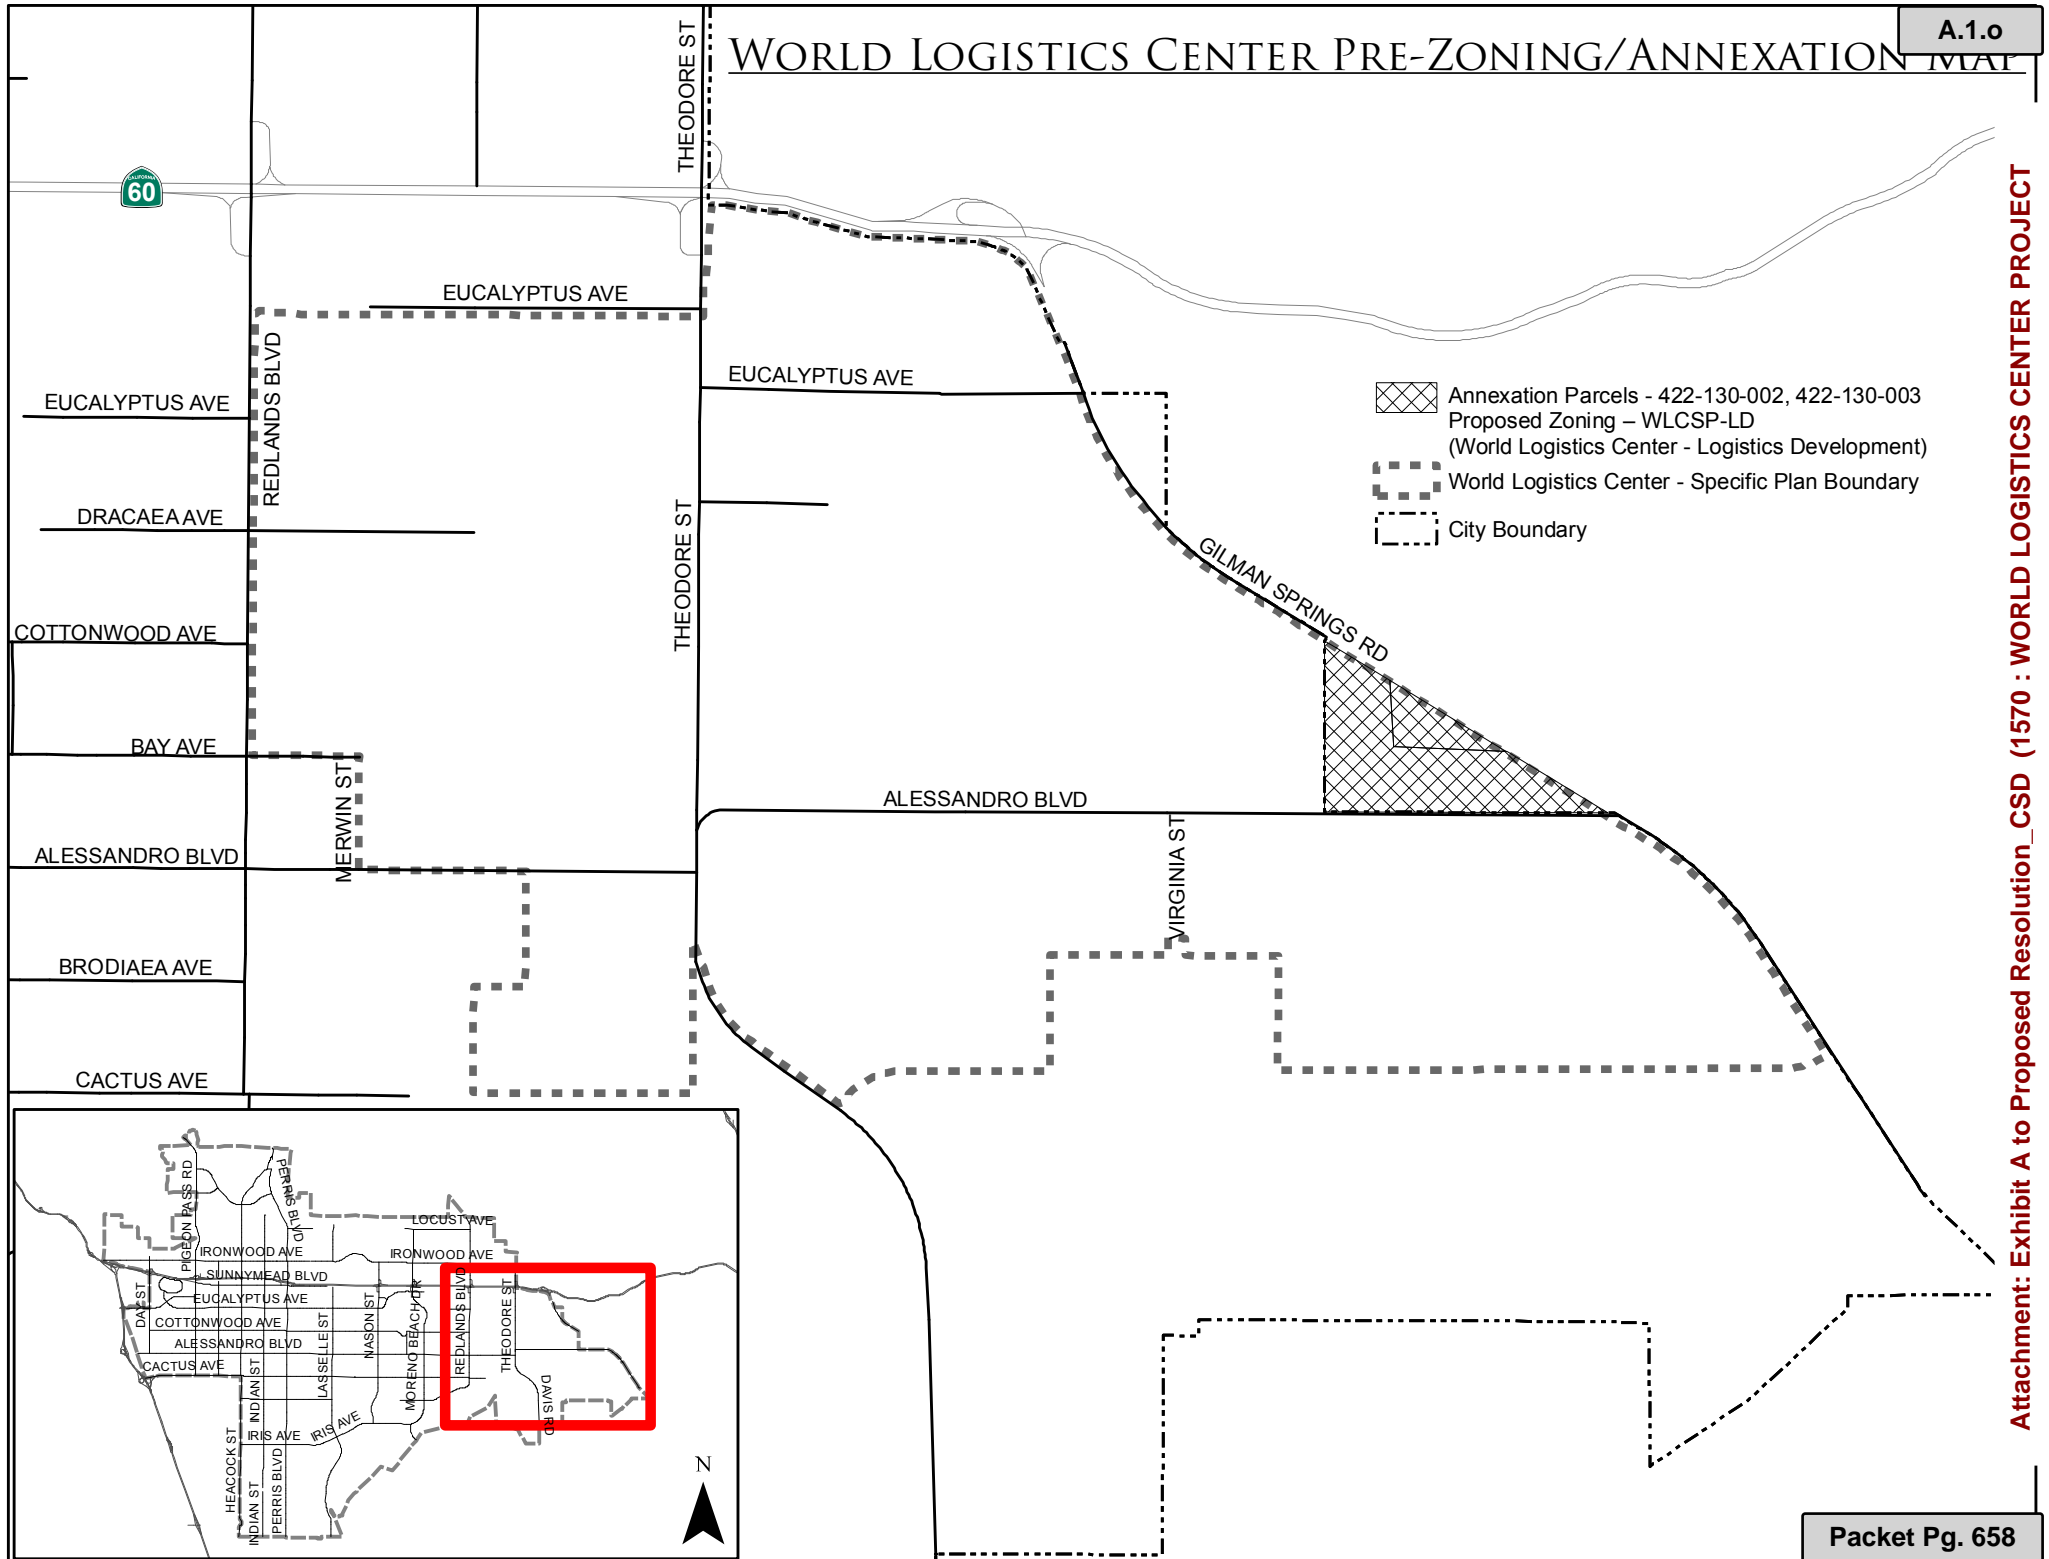 A.1.o
WORLD LOGISTICS CENTER PRE-ZONING/ANNEXATION MAP
THEODORE ST
CALIFORNIA
60
EUCALYPTUS AVE
REDLANDS BLVD
EUCALYPTUS AVE
EUCALYPTUS AVE
Annexation Parcels - 422-130-002, 422-130-003
Proposed Zoning – WLCSP-LD
(World Logistics Center - Logistics Development)
World Logistics Center - Specific Plan Boundary
City Boundary
DRACAEA AVE
THEODORE ST
GILMAN SPRINGS RD
COTTONWOOD AVE
BAY AVE
MERWIN ST
ALESSANDRO BLVD
ALESSANDRO BLVD
VIRGINIA ST
BRODIAEA AVE
CACTUS AVE
PIGEON PASS RD
PERRIS BLVD
LOCUST AVE
IRONWOOD AVE
IRONWOOD AVE
SUNNYMEAD BLVD
EUCALYPTUS AVE
DAY ST
COTTONWOOD AVE
ALESSANDRO BLVD
CACTUS AVE
INDIAN ST
LASSELLE ST
NASON ST
MORENO BEACH DR
REDLANDS BLVD
THEODORE ST
DAVIS RD
IRIS AVE
IRIS AVE
HEACOCK ST
INDIAN ST
PERRIS BLVD
N
Attachment: Exhibit A to Proposed Resolution_CSD (1570 : WORLD LOGISTICS CENTER PROJECT
Packet Pg. 658